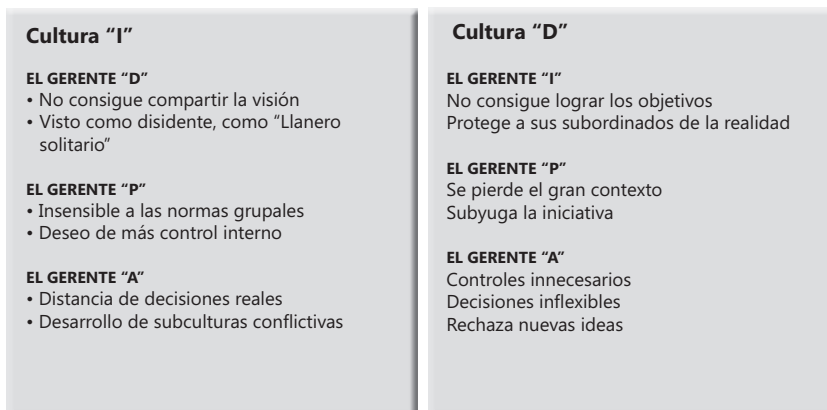 Cultura “I”
EL GERENTE “D”
• No consigue compartir la visión
• Visto como disidente, como “Llanero
solitario”
EL GERENTE “P”
• Insensible a las normas grupales
• Deseo de más control interno
EL GERENTE “A”
• Distancia de decisiones reales
• Desarrollo de subculturas conflictivas
Cultura “D”
EL GERENTE “I”
No consigue lograr los objetivos
Protege a sus subordinados de la realidad
EL GERENTE “P”
Se pierde el gran contexto
Subyuga la iniciativa
EL GERENTE “A”
Controles innecesarios
Decisiones inflexibles
Rechaza nuevas ideas